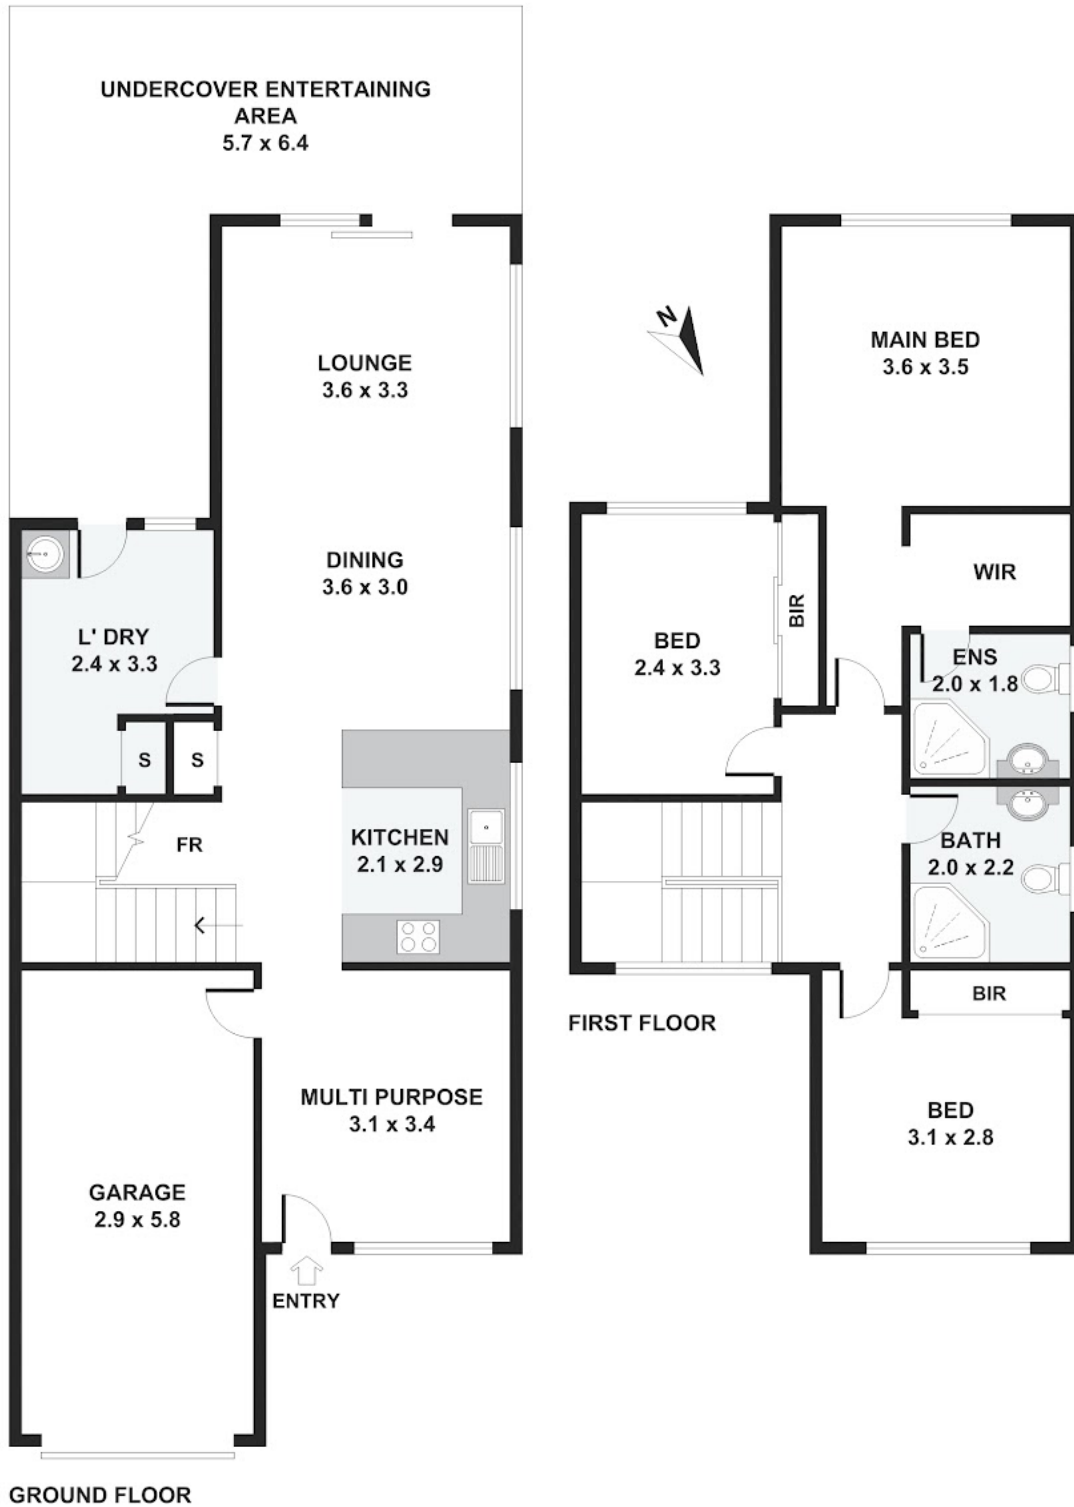 UNDERCOVER ENTERTAINING
AREA
5.7 x 6.4
LOUNGE
3.6 x 3.3
DINING
3.6 x 3.0
L' DRY
2.4 x 3.3
S
S
FR
KITCHEN
2.1 x 2.9
MULTI PURPOSE
3.1 x 3.4
GARAGE
2.9 x 5.8
ENTRY
GROUND FLOOR
N
MAIN BED
3.6 x 3.5
WIR
BED
2.4 x 3.3
BIR
ENS
2.0 x 1.8
BATH
2.0 x 2.2
BIR
BED
3.1 x 2.8
FIRST FLOOR